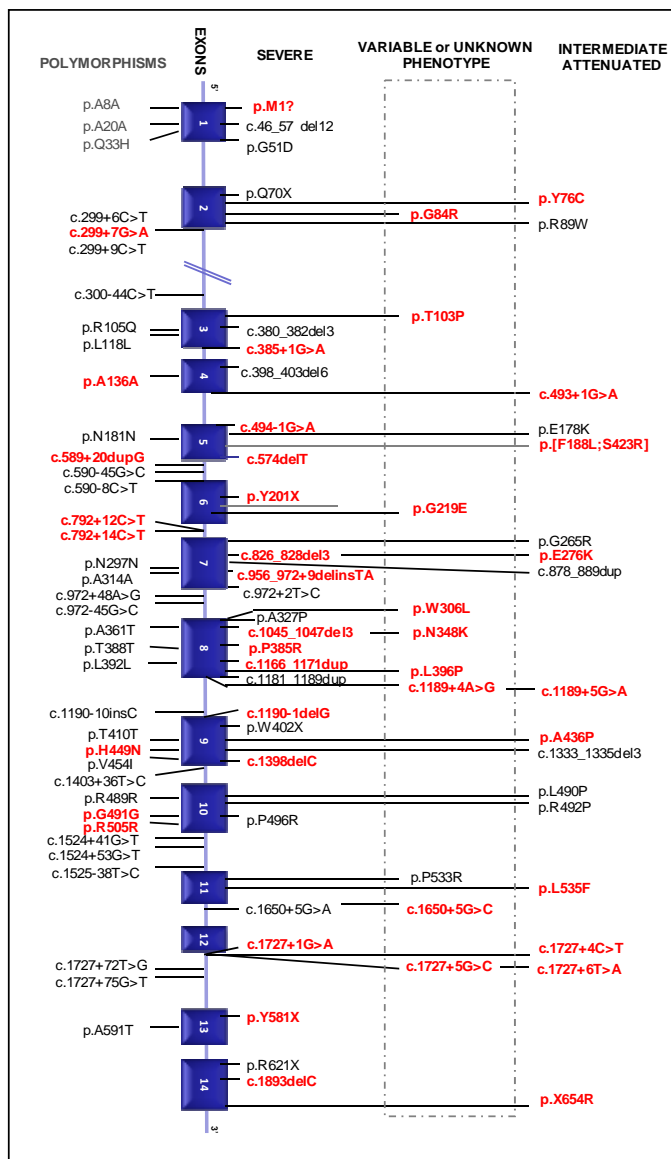 POLYMORPHISMS
EXONS
SEVERE
VARIABLE or UNKNOWN
PHENOTYPE
INTERMEDIATE
ATTENUATED
5'
p.A8A
p.A20A
p.Q33H
1
p.M1?
c.46_57 del12
p.G51D
2
p.Q70X
p.Y76C
p.G84R
p.R89W
c.299+6C>T
c.299+7G>A
c.299+9C>T
c.300-44C>T
p.R105Q
p.L118L
3
p.T103P
c.380_382del3
c.385+1G>A
p.A136A
4
c.398_403del6
c.493+1G>A
p.N181N
5
c.494-1G>A
p.E178K
p.[F188L;S423R]
c.574delT
c.589+20dupG
c.590-45G>C
c.590-8C>T
6
p.Y201X
p.G219E
c.792+12C>T
c.792+14C>T
p.G265R
p.N297N
p.A314A
7
c.826_828del3
p.E276K
c.878_889dup
c.956_972+9delinsTA
c.972+2T>C
c.972+48A>G
c.972-45G>C
p.W306L
p.A327P
p.A361T
p.T388T
p.L392L
8
c.1045_1047del3
p.N348K
p.P385R
c.1166_1171dup
p.L396P
c.1181_1189dup
c.1189+4A>G
c.1189+5G>A
c.1190-10insC
c.1190-1delG
p.T410T
p.H449N
p.V454I
9
p.W402X
p.A436P
c.1333_1335del3
c.1398delC
c.1403+36T>C
p.R489R
p.G491G
p.R505R
10
p.L490P
p.R492P
p.P496R
c.1524+41G>T
c.1524+53G>T
c.1525-38T>C
11
p.P533R
p.L535F
c.1650+5G>A
c.1650+5G>C
12
c.1727+1G>A
c.1727+4C>T
c.1727+5G>C
c.1727+6T>A
c.1727+72T>G
c.1727+75G>T
p.A591T
13
p.Y581X
14
p.R621X
c.1893delC
p.X654R
3'